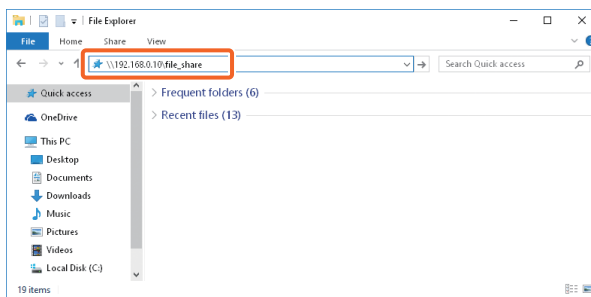 File Explorer
File Home Share View
\\192.168.0.10\file_share
Search Quick access
Quick access
Frequent folders (6)
Recent files (13)
OneDrive
This PC
Desktop
Documents
Downloads
Music
Pictures
Videos
Local Disk (C:)
19 items